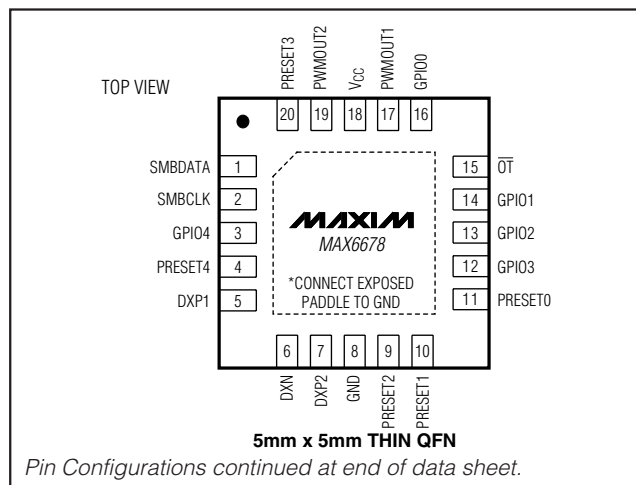 TOP VIEW
PRESET3
PWMOUT2
VCC
PWMOUT1
GPIO0
20
19
18
17
16
SMBDATA 1
SMBCLK 2
GPIO4 3
PRESET4 4
DXP1 5
MAXIM
MAX6678
*CONNECT EXPOSED
PADDLE TO GND
15 OT
14 GPIO1
13 GPIO2
12 GPIO3
11 PRESET0
6
7
8
9
10
DXN
DXP2
GND
PRESET2
PRESET1
5mm x 5mm THIN QFN
Pin Configurations continued at end of data sheet.